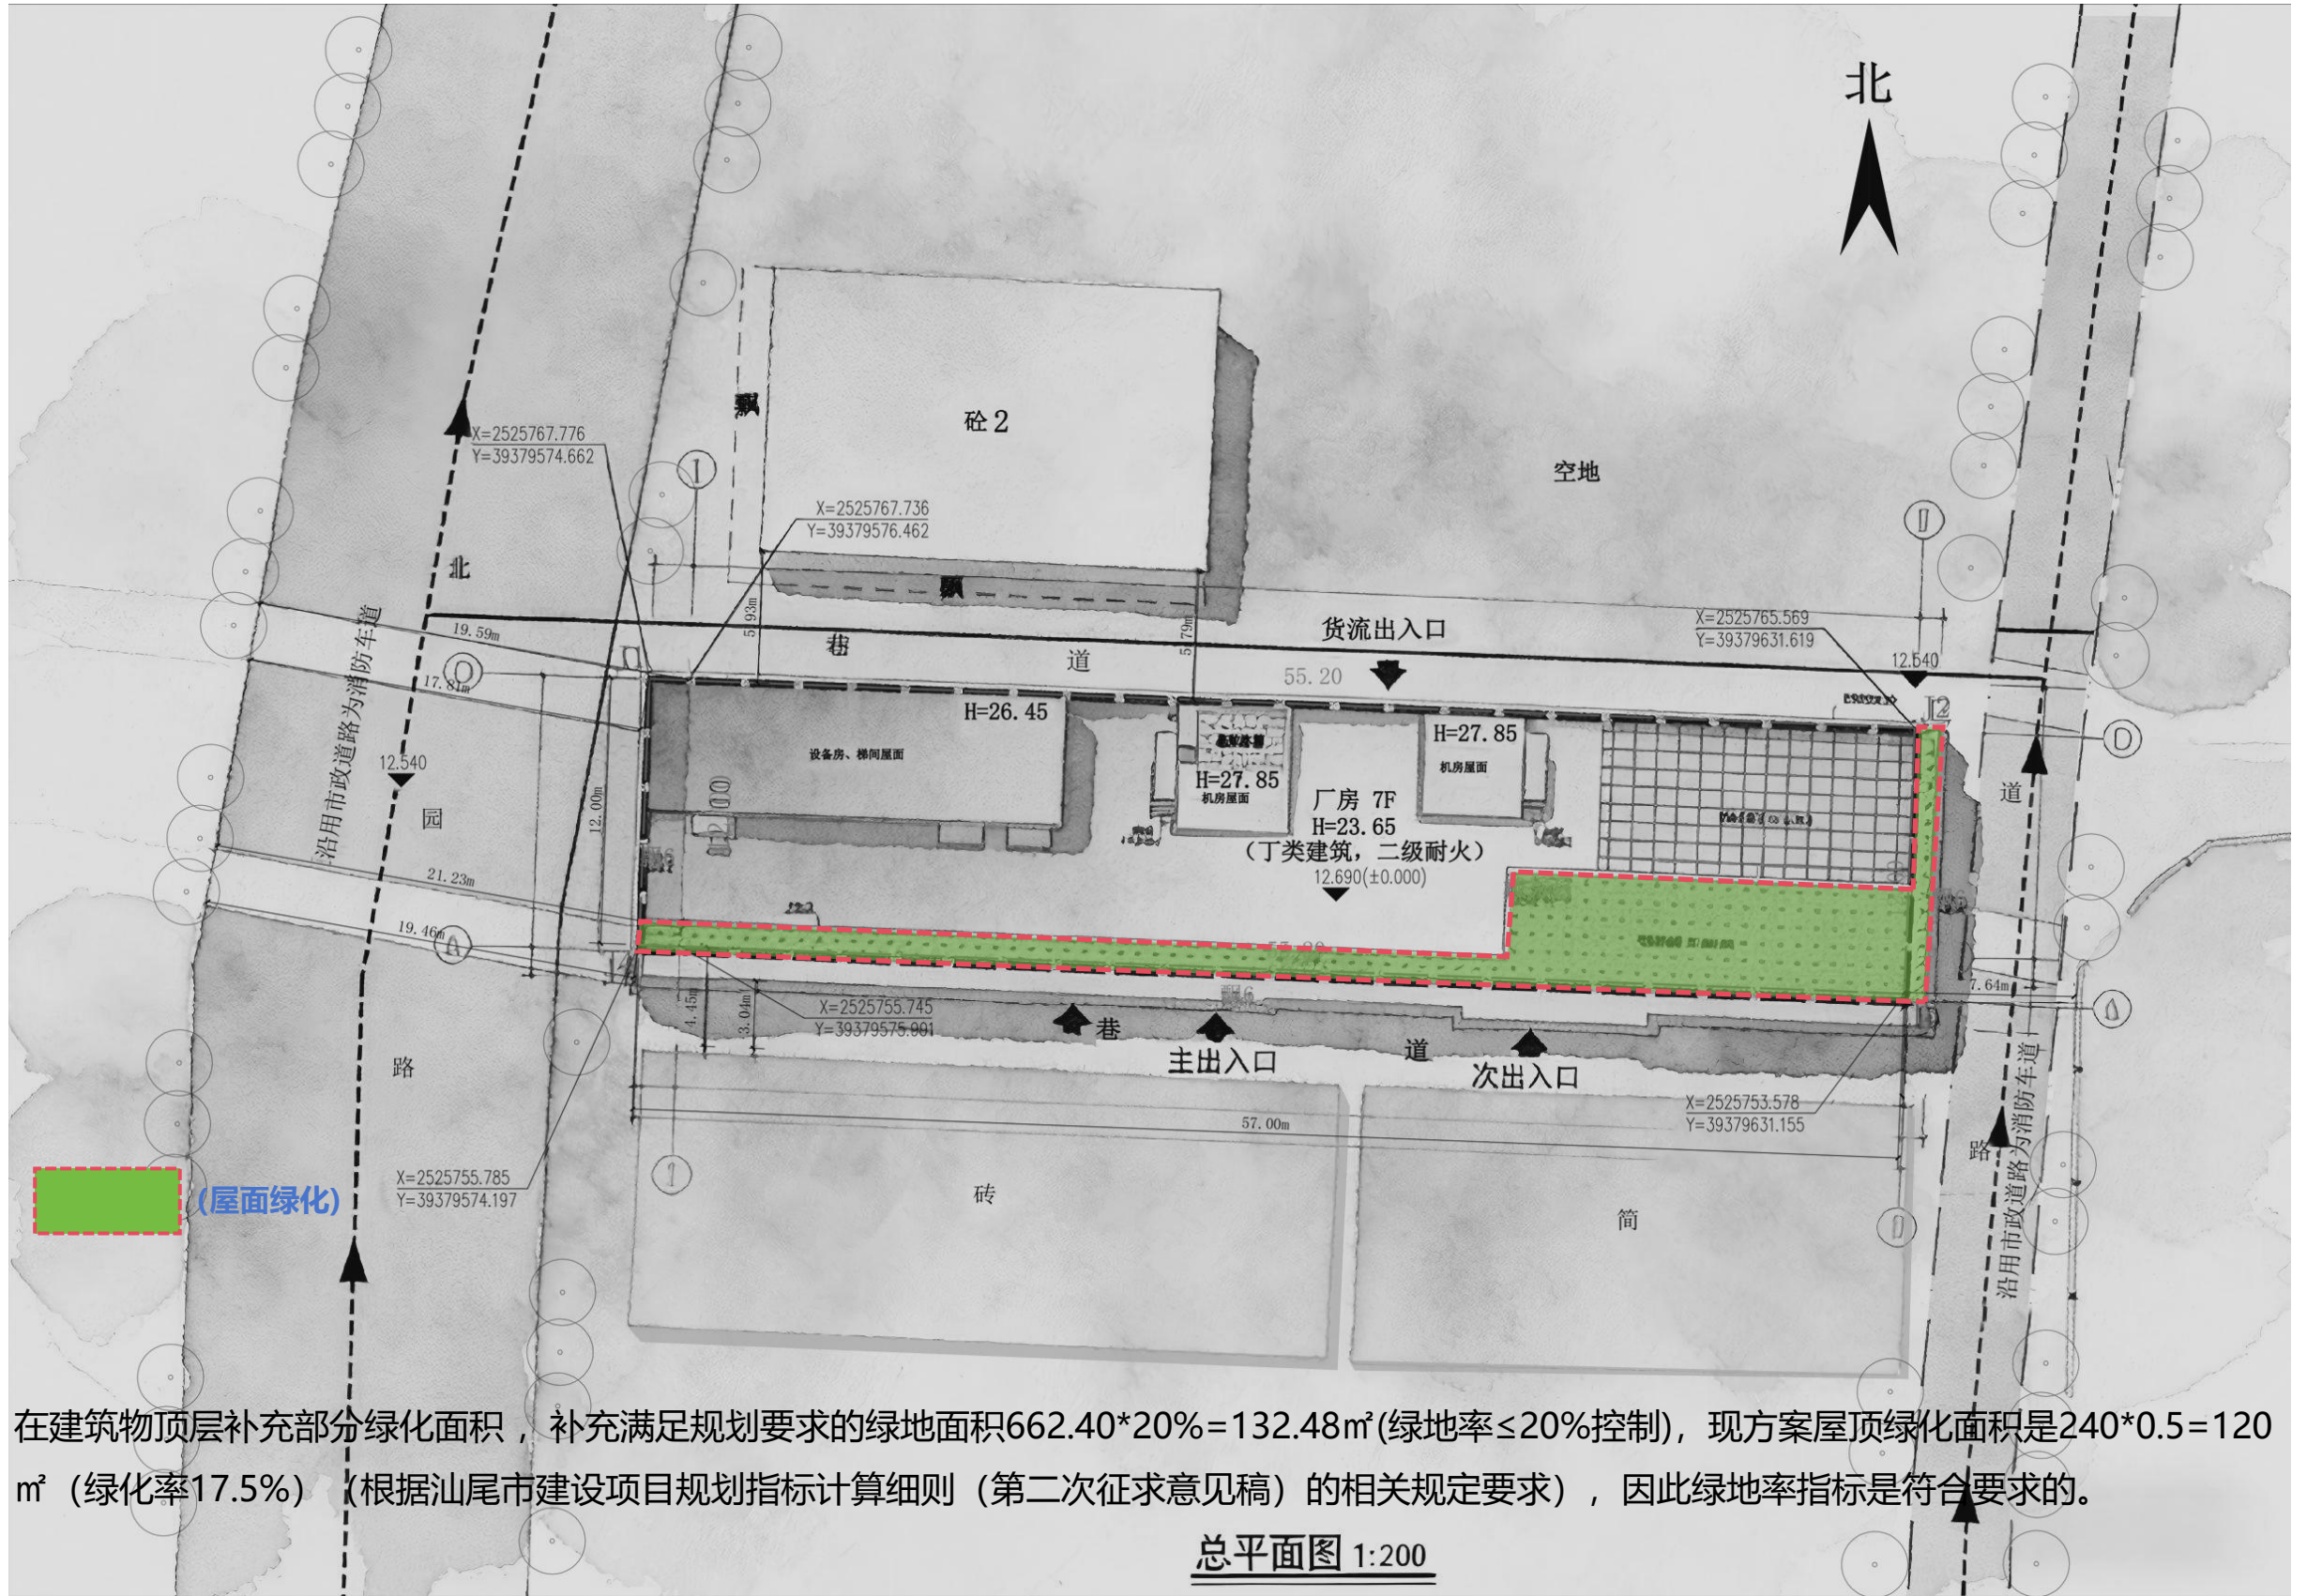 北
X=2525767.776
Y=39379574.662
砼2
空地
X=2525767.736
Y=39379576.462
北
货流出入口
X=2525765.569
Y=39379631.619
19.59m
5.93m
5.79m
巷
道
55.20
12.540
J2
17.81m
D
D
沿用市政道路为消防车道
H=26.45
设备房、梯间屋面
H=27.85
机房屋面
H=27.85
机房屋面
12.540
园
12.00m
厂房 7F
H=23.65
(丁类建筑，二级耐火)
12.690(±0.000)
道
21.23m
19.46m
A
7.64m
4.45m
3.04m
X=2525755.745
Y=39379575.901
巷
道
主出入口
次出入口
路
57.00m
X=2525753.578
Y=39379631.155
路
沿用市政道路为消防车道
X=2525755.785
Y=39379574.197
(屋面绿化)
砖
简
在建筑物顶层补充部分绿化面积 ，补充满足规划要求的绿地面积662.40*20%=132.48㎡(绿地率≤20%控制)，现方案屋顶绿化面积是240*0.5=120
㎡（绿化率17.5%）（根据汕尾市建设项目规划指标计算细则（第二次征求意见稿）的相关规定要求），因此绿地率指标是符合要求的。
总平面图 1:200